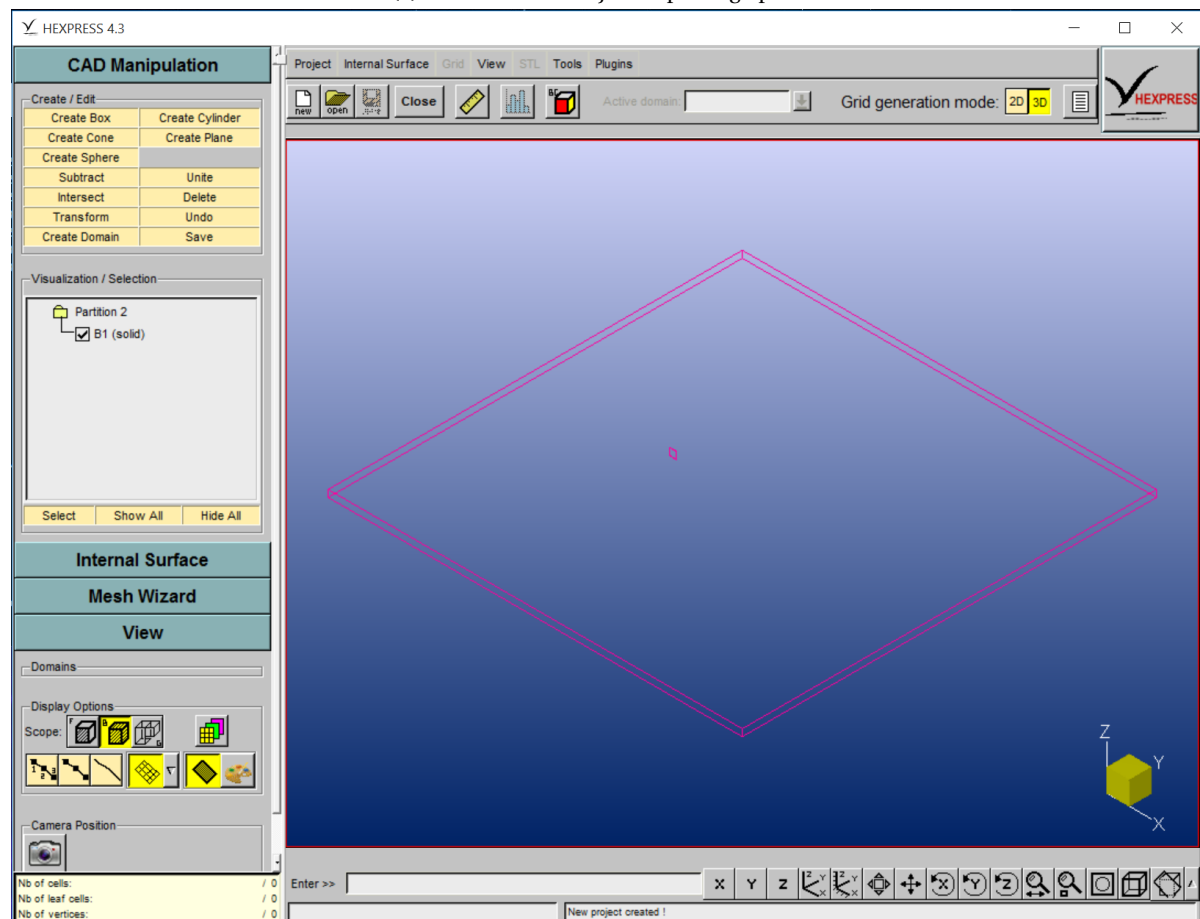 HEXPRESS 4.3
CAD Manipulation
Project Internal Surface Grid View STL Tools Plugins
Create / Edit
Create Box Create Cylinder
Create Cone Create Plane
Create Sphere
Subtract Unite
Intersect Delete
Transform Undo
Create Domain Save
new open Close BC Active domain: Grid generation mode: 2D 3D
HEXPRESS
Visualization / Selection
Partition 2
B1 (solid)
Select Show All Hide All
Internal Surface
Mesh Wizard
View
Domains
Display Options
Scope: F B G
1 2 3
Camera Position
Z
Y
X
Nb of cells: / 0
Nb of leaf cells: / 0
Nb of vertices: / 0
Enter >>
X Y Z Z Y X Z Y X X Y Z
New project created !